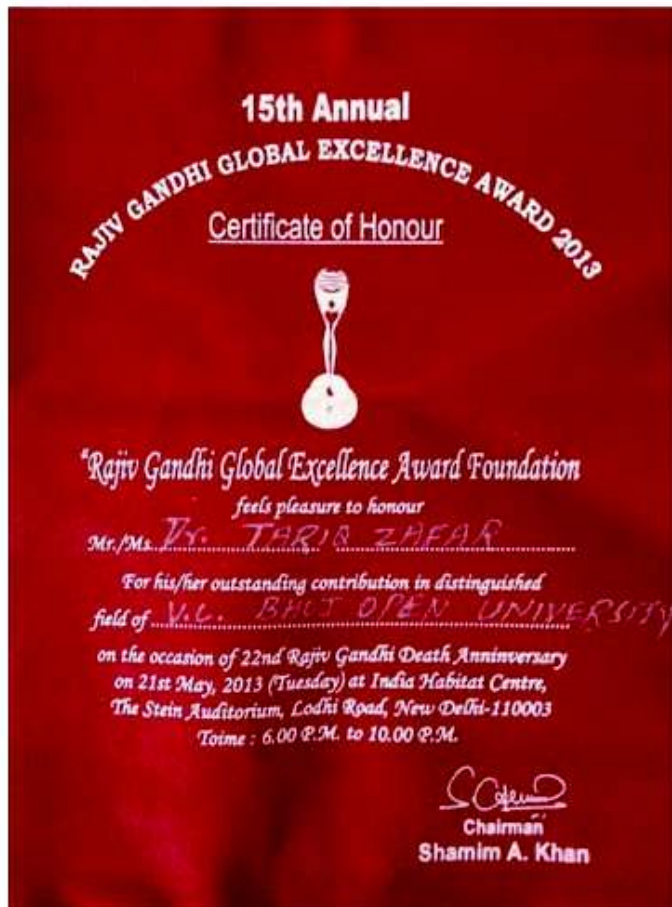 15th Annual
RAJIV GANDHI GLOBAL EXCELLENCE AWARD 2013
Certificate of Honour
"Rajiv Gandhi Global Excellence Award Foundation
feels pleasure to honour
Mr./Ms. Dr. TARIQ ZAFAR
For his/her outstanding contribution in distinguished
field of V.C. BHOJ OPEN UNIVERSITY
on the occasion of 22nd Rajiv Gandhi Death Anninversary
on 21st May, 2013 (Tuesday) at India Habitat Centre,
The Stein Auditorium, Lodhi Road, New Delhi-110003
Toime : 6.00 P.M. to 10.00 P.M.
Chairman
Shamim A. Khan